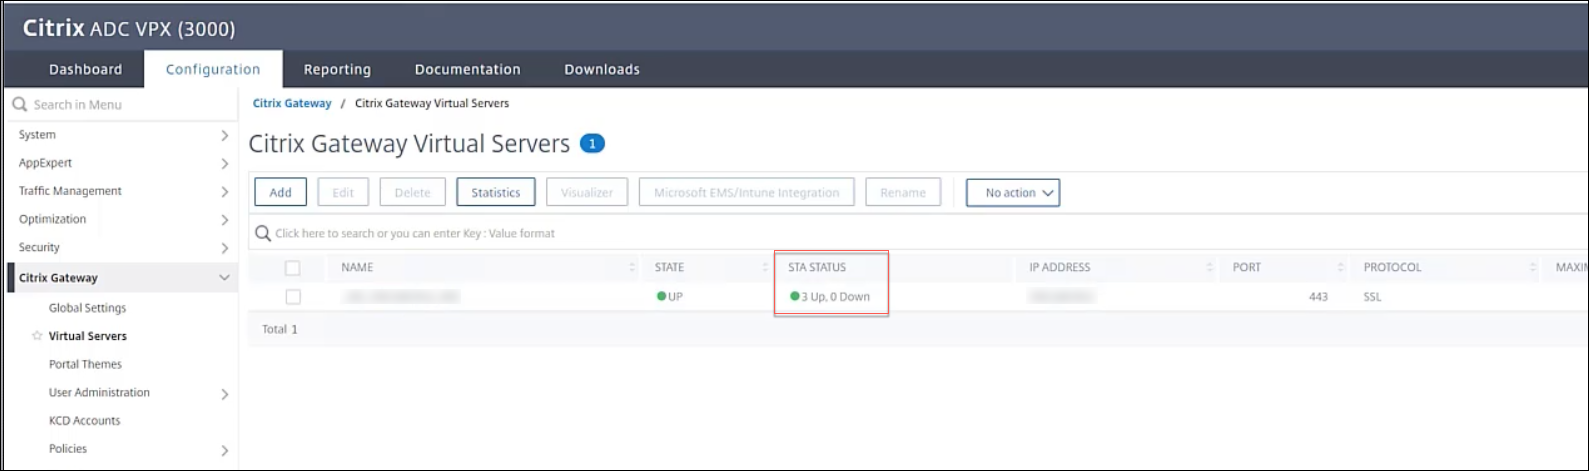 Citrix ADC VPX (3000)
Dashboard Configuration Reporting Documentation Downloads
Search in Menu
System
AppExpert
Traffic Management
Optimization
Security
Citrix Gateway
Global Settings
Virtual Servers
Portal Themes
User Administration
KCD Accounts
Policies
Citrix Gateway / Citrix Gateway Virtual Servers
Citrix Gateway Virtual Servers 1
Add Edit Delete Statistics Visualizer Microsoft EMS/Intune Integration Rename No action
Click here to search or you can enter Key : Value format
NAME STATE STA STATUS IP ADDRESS PORT PROTOCOL MAXIM
UP 3 Up, 0 Down 443 SSL
Total 1